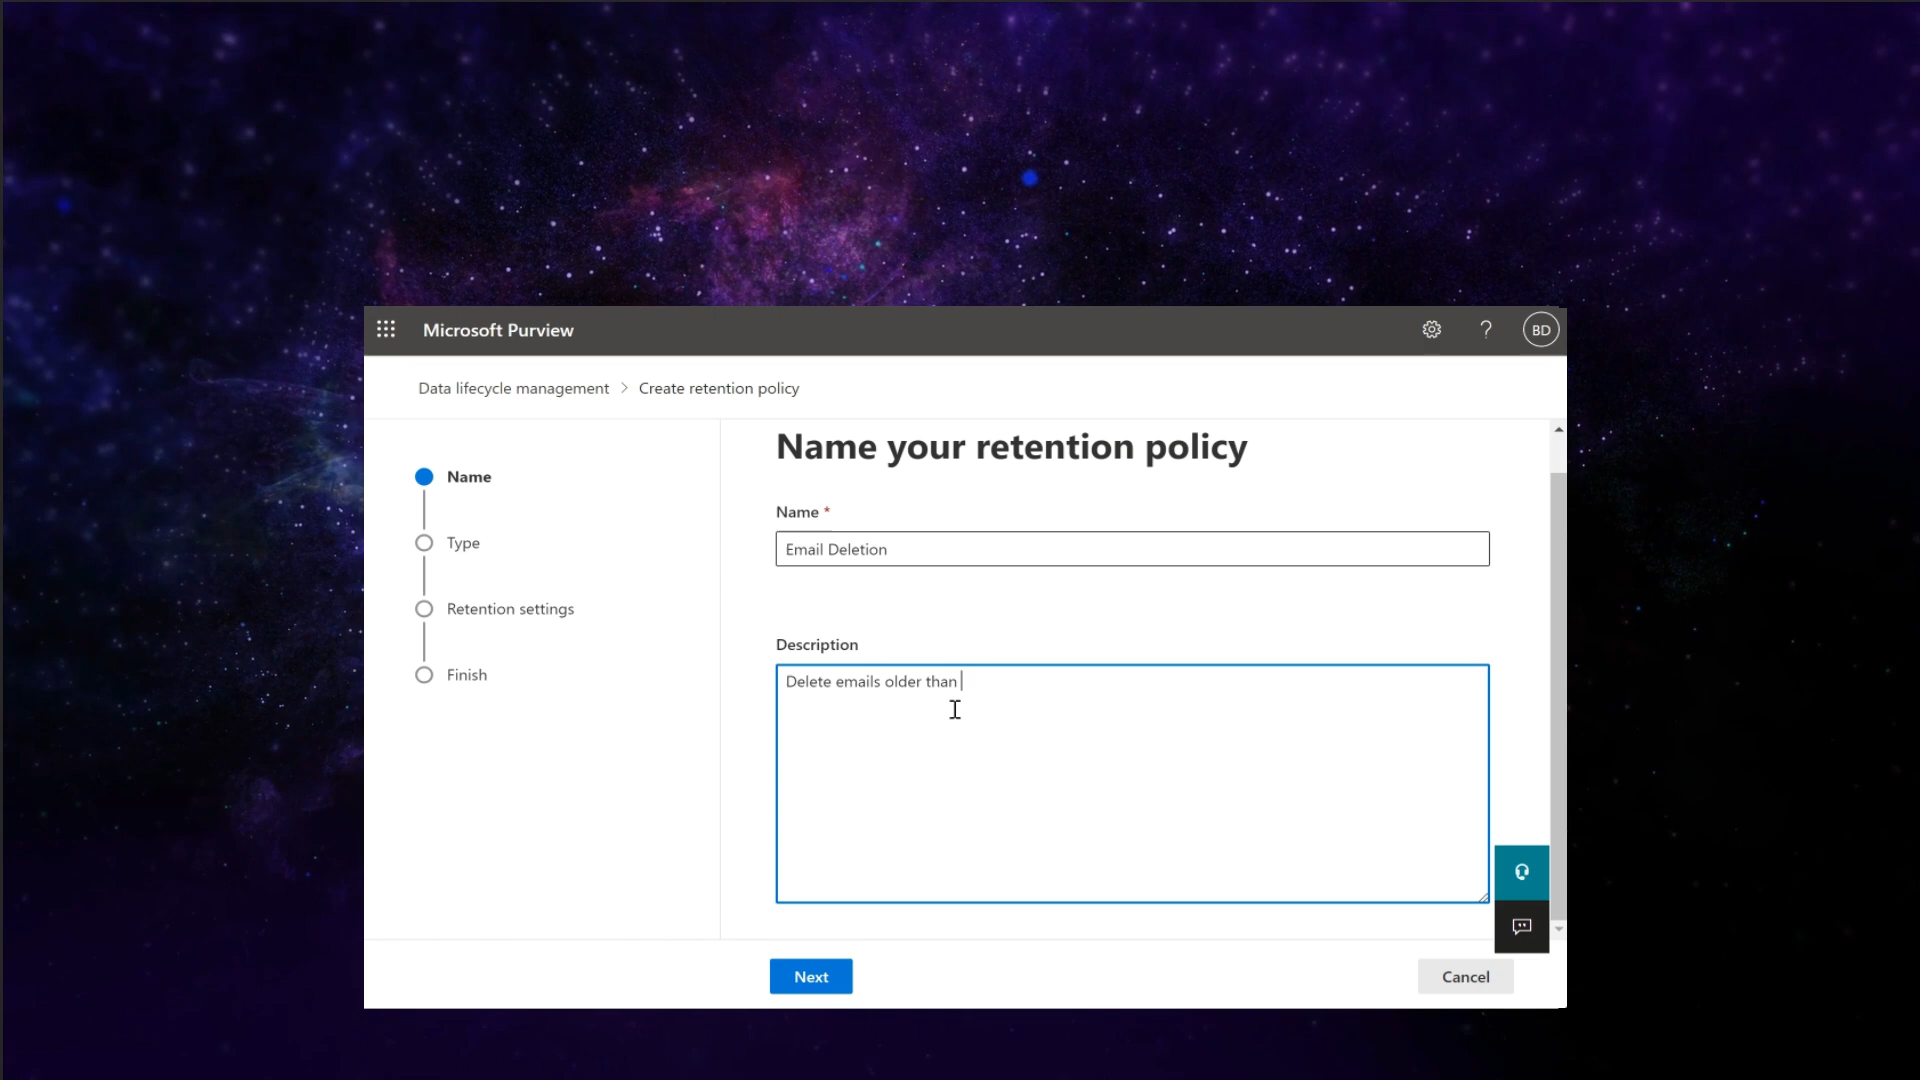 Microsoft Purview
?
BD
Data lifecycle management > Create retention policy
Name
Type
Retention settings
Finish
Name your retention policy
Name *
Email Deletion
Description
Delete emails older than
Next
Cancel